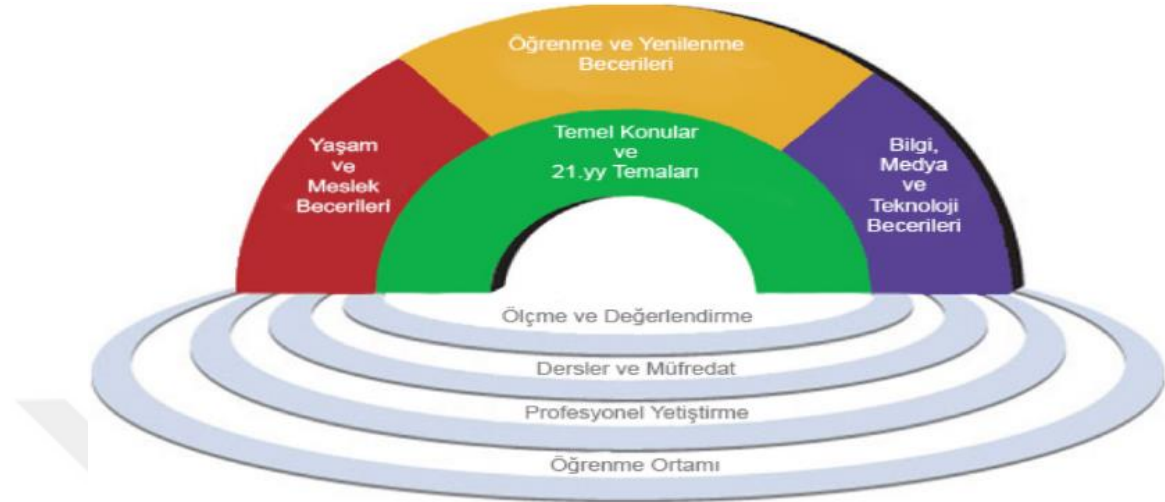 Öğrenme ve Yenilenme
Becerileri
Yaşam
ve
Meslek
Becerileri
Temel Konular
ve
21.yy Temaları
Bilgi,
Medya
ve
Teknoloji
Becerileri
Ölçme ve Değerlendirme
Dersler ve Müfredat
Profesyonel Yetiştirme
Öğrenme Ortamı